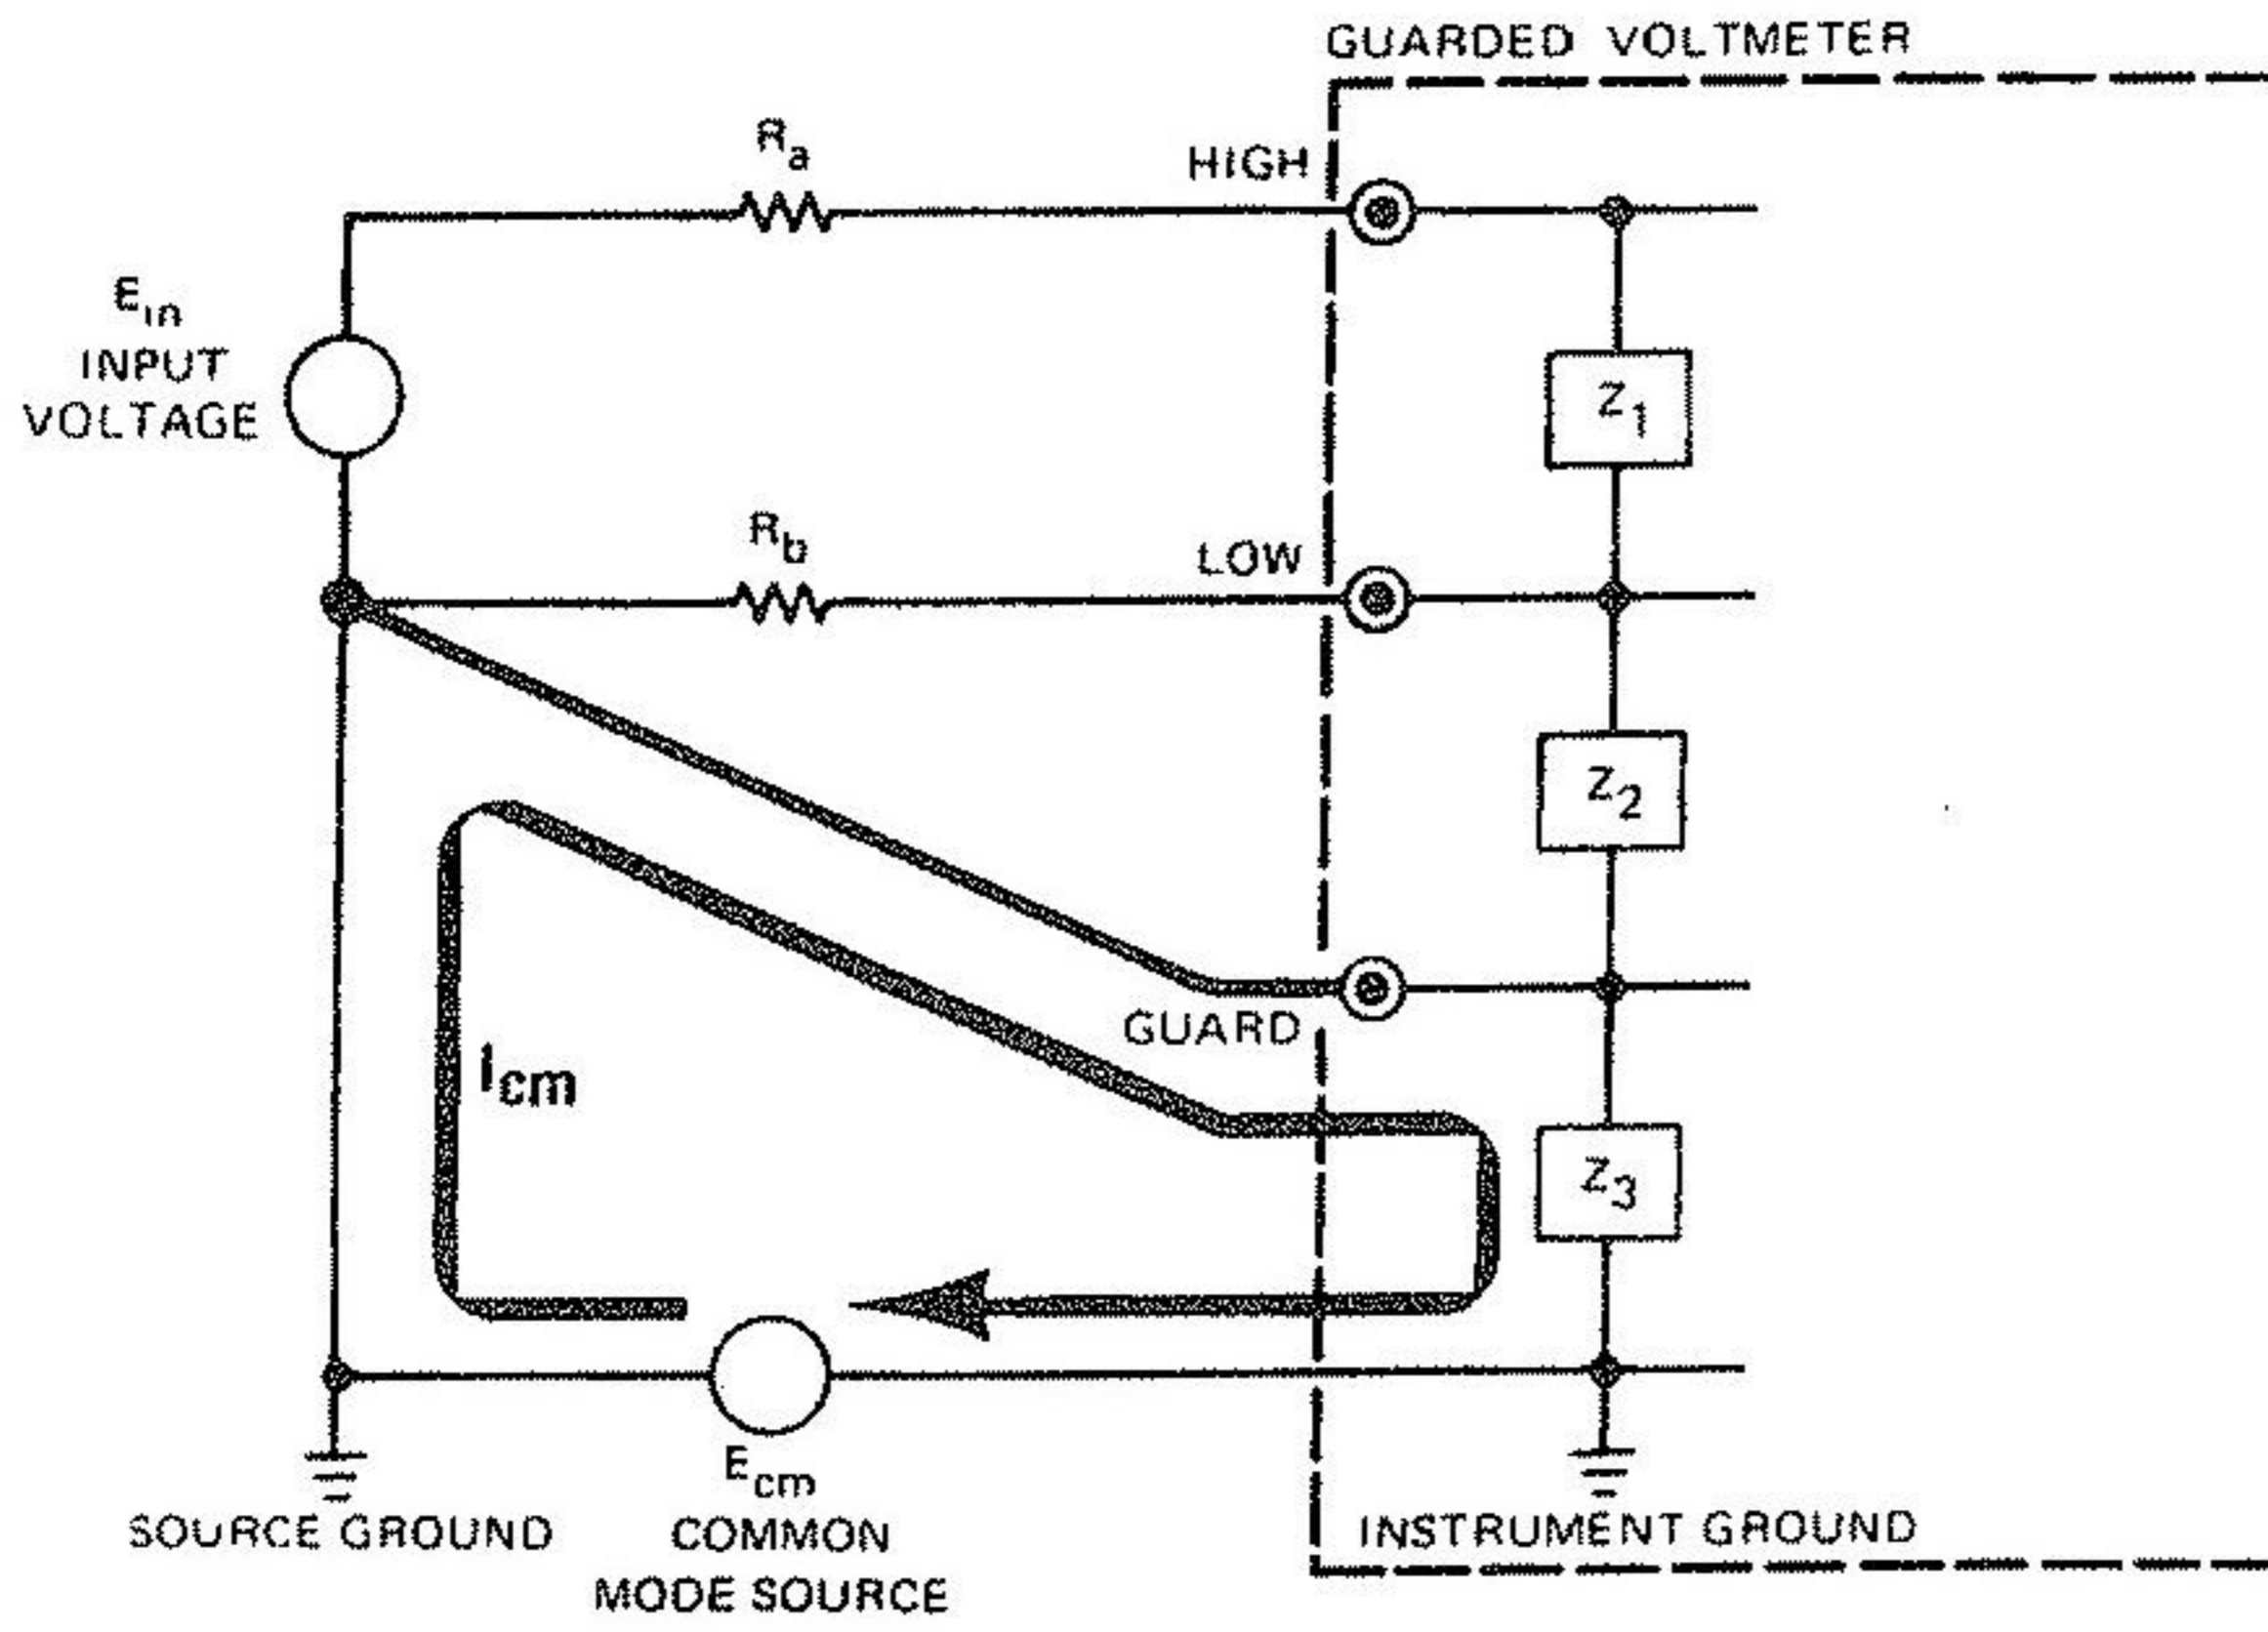 GUARDED VOLTMETER
Ra
HIGH
Ein
INPUT
VOLTAGE
Z1
Rb
LOW
Z2
GUARD
Icm
Z3
Ecm
SOURCE GROUND
COMMON
MODE SOURCE
INSTRUMENT GROUND